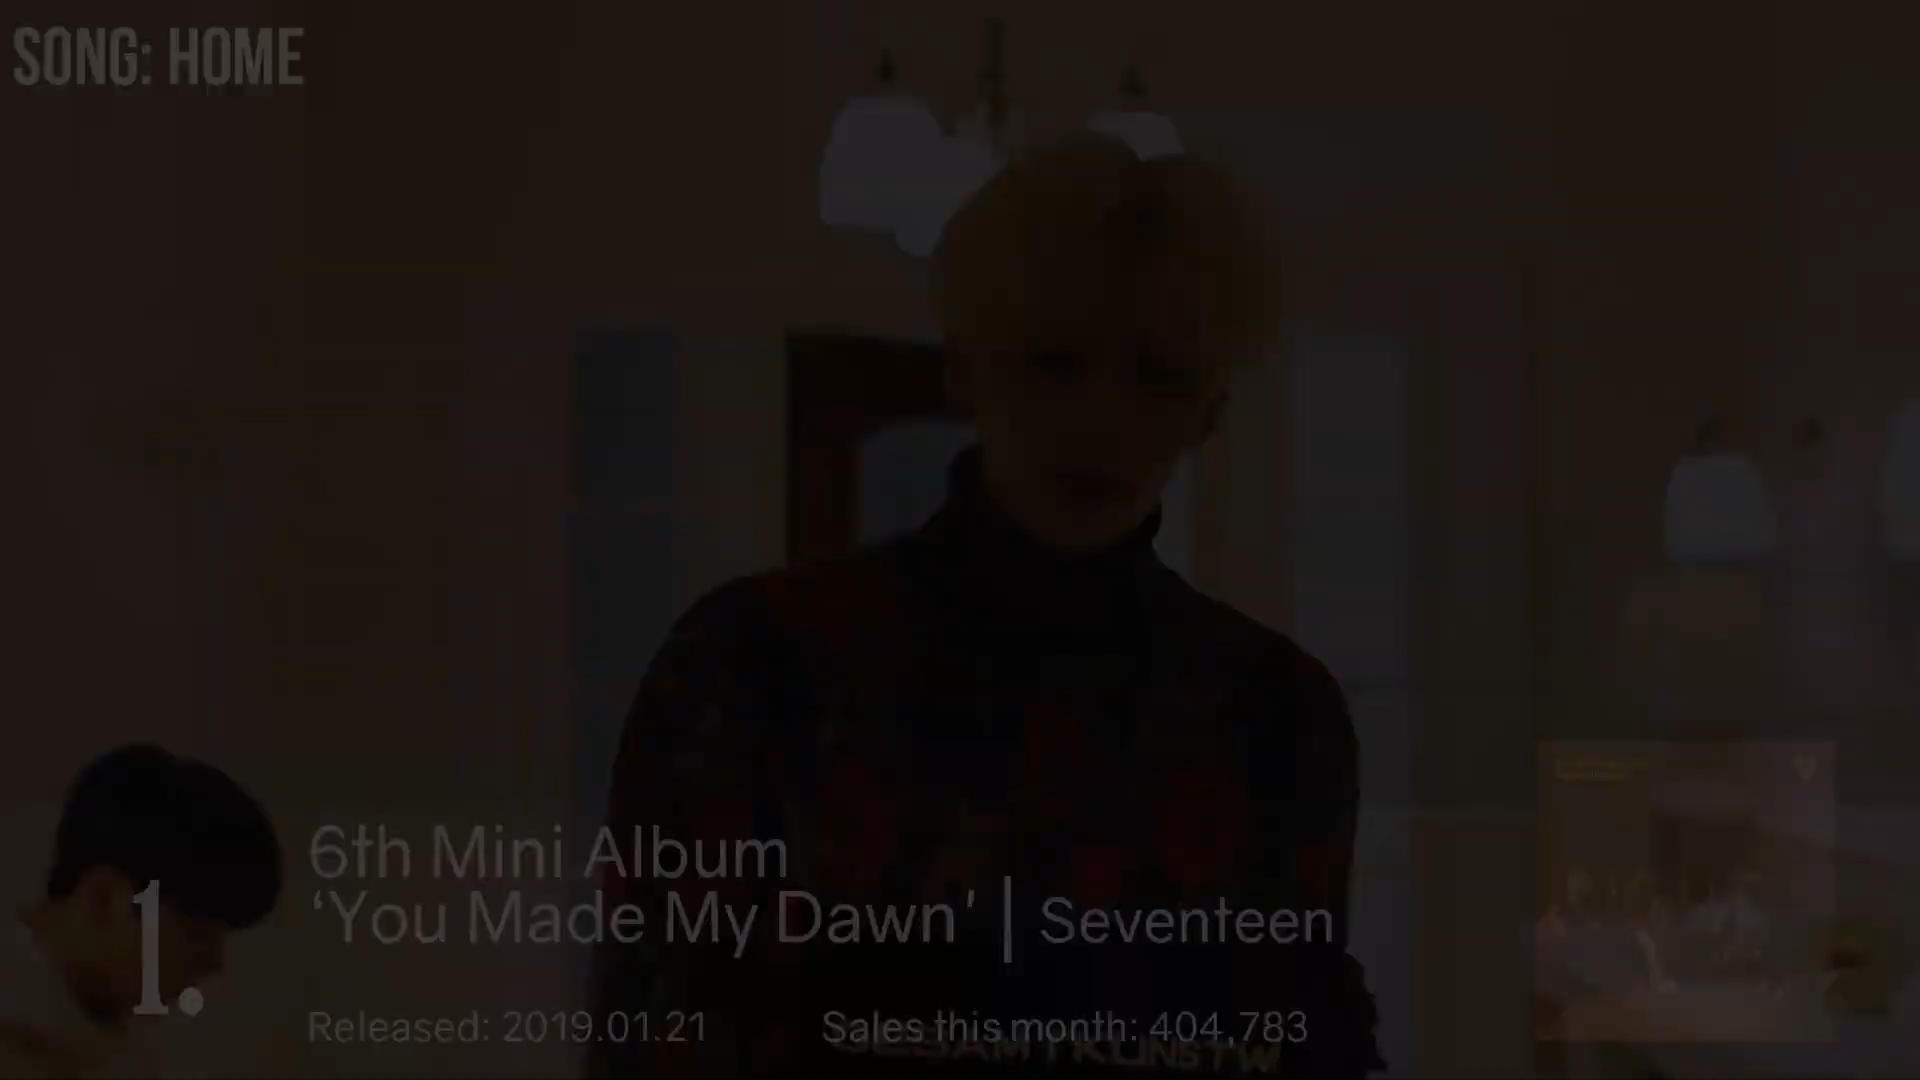 SONG: HOME
6th Mini Album
1.
‘You Made My Dawn’ | Seventeen
Released: 2019.01.21
Sales this month: 404,783